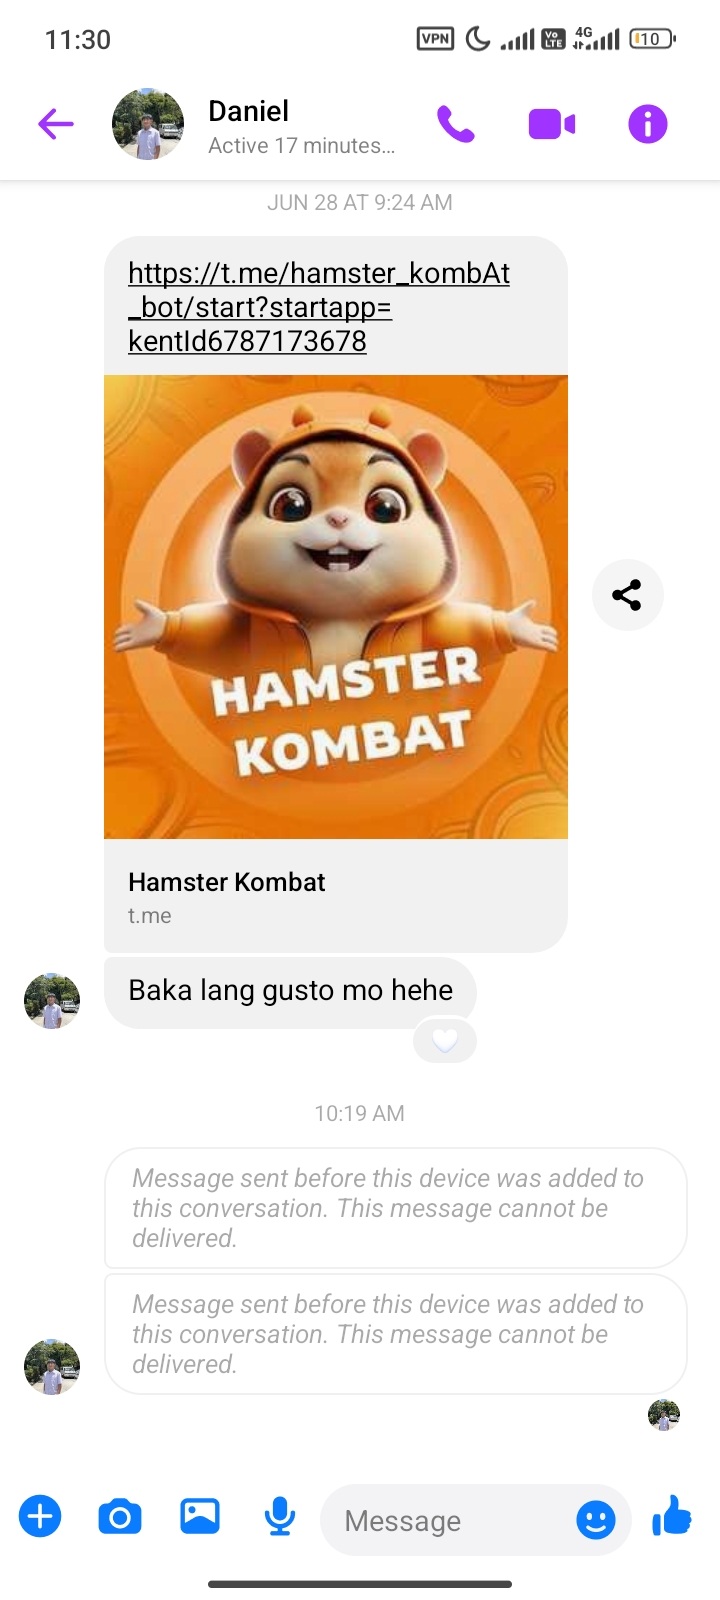 11:30
VPN
Vo
LTE
4G
10
Daniel
Active 17 minutes...
JUN 28 AT 9:24 AM
https://t.me/hamster_kombAt
_bot/start?startapp=
kentId6787173678
HAMSTER
KOMBAT
Hamster Kombat
t.me
Baka lang gusto mo hehe
10:19 AM
Message sent before this device was added to
this conversation. This message cannot be
delivered.
Message sent before this device was added to
this conversation. This message cannot be
delivered.
Message